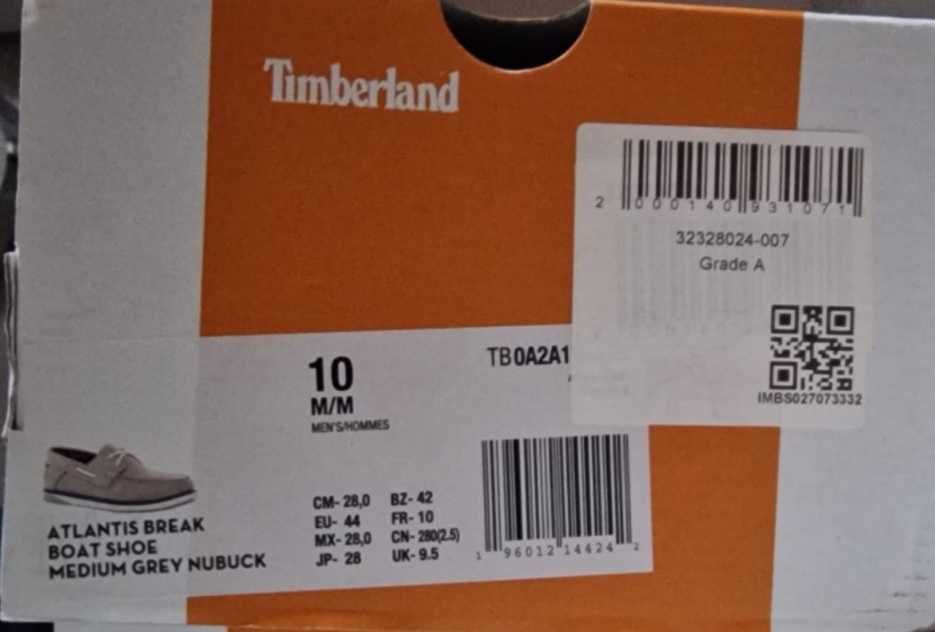 Timberland
2 000140 931071
32328024-007
Grade A
IMBS027073332
10
M/M
MEN'S/HOMMES
TB0A2A1
CM- 28,0 BZ- 42
EU- 44 FR- 10
MX- 28,0 CN- 280(2.5)
JP- 28 UK- 9.5
1 96012 14424 2
ATLANTIS BREAK
BOAT SHOE
MEDIUM GREY NUBUCK